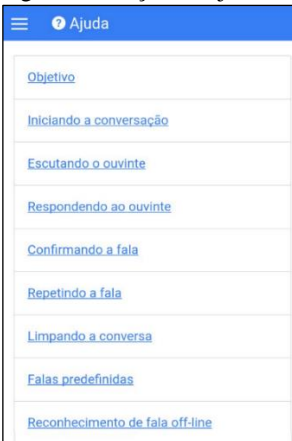 Ajuda
Objetivo
Iniciando a conversação
Escutando o ouvinte
Respondendo ao ouvinte
Confirmando a fala
Repetindo a fala
Limpando a conversa
Falas predefinidas
Reconhecimento de fala off-line